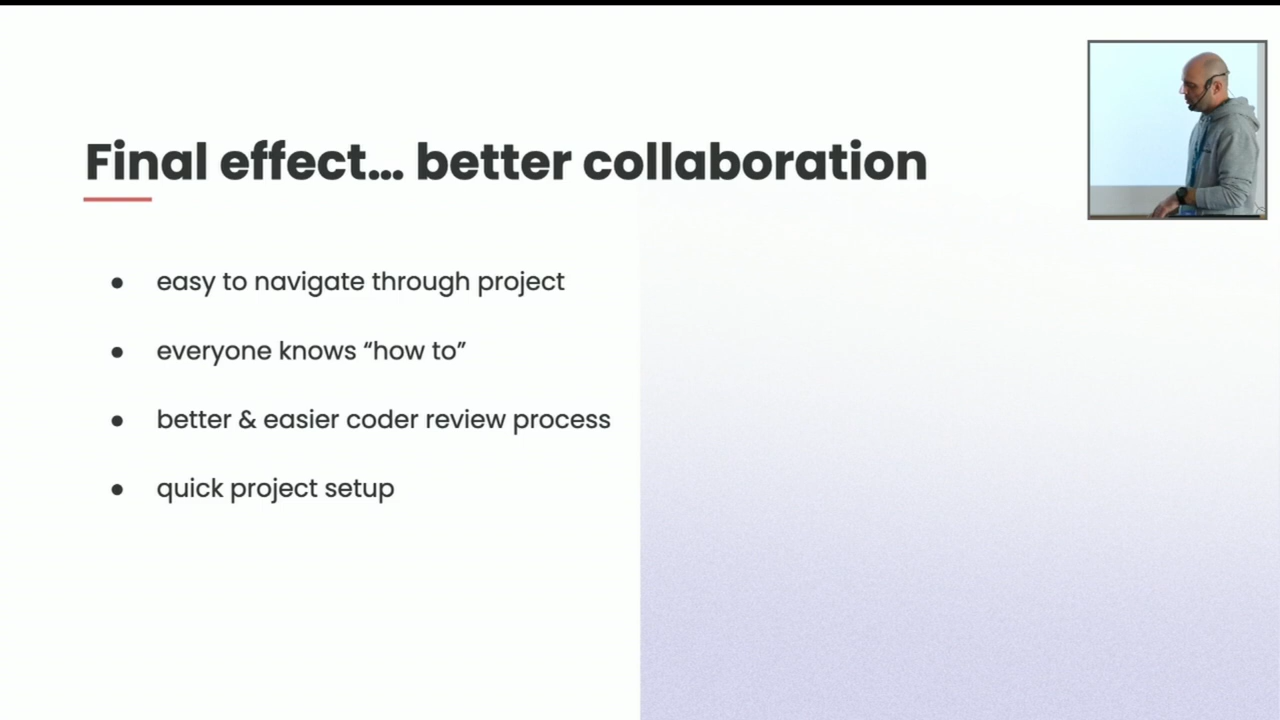 Final effect... better collaboration
● easy to navigate through project
● everyone knows “how to”
● better & easier coder review process
● quick project setup